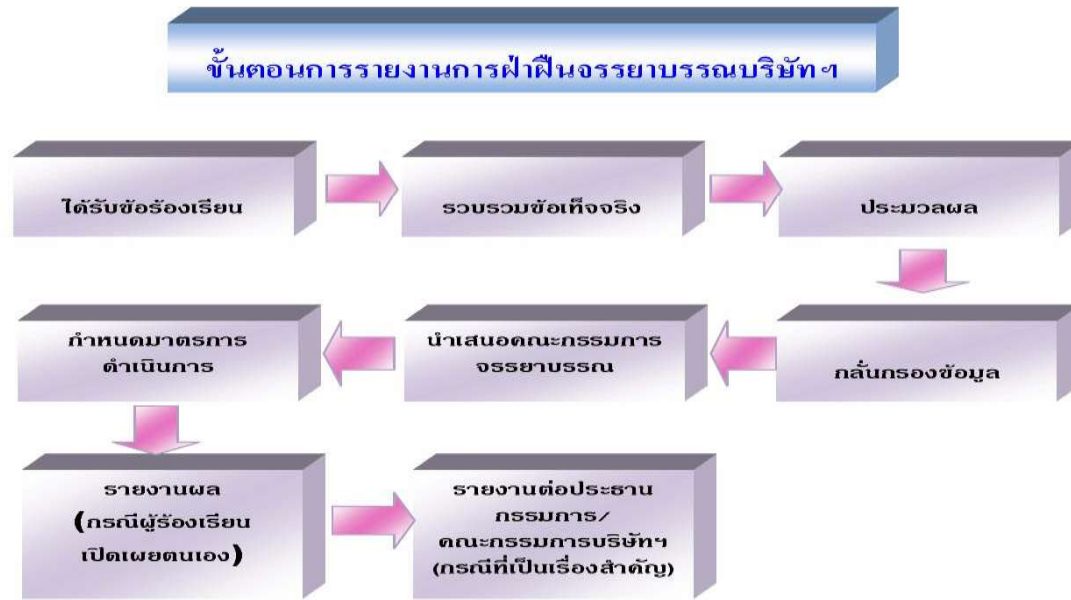 ขั้นตอนการรายงานการฝ่าฝืนจรรยาบรรณบริษัทฯ
ได้รับข้อร้องเรียน
รวบรวมข้อเท็จจริง
ประมวลผล
กลั่นกรองข้อมูล
นำเสนอคณะกรรมการ
จรรยาบรรณ
กำหนดมาตรการ
ดำเนินการ
รายงานผล
(กรณีผู้ร้องเรียน
เปิดเผยตนเอง)
รายงานต่อประธาน
กรรมการ/
คณะกรรมการบริษัทฯ
(กรณีที่เป็นเรื่องสำคัญ)